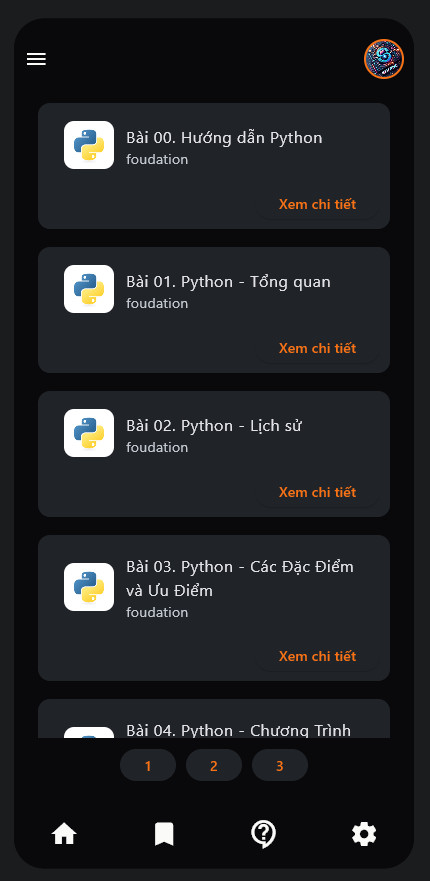 Bài 00. Hướng dẫn Python
foudation
Xem chi tiết
Bài 01. Python - Tổng quan
foudation
Xem chi tiết
Bài 02. Python - Lịch sử
foudation
Xem chi tiết
Bài 03. Python - Các Đặc Điểm
và Ưu Điểm
foudation
Xem chi tiết
Bài 04. Python - Chương Trình
1
2
3